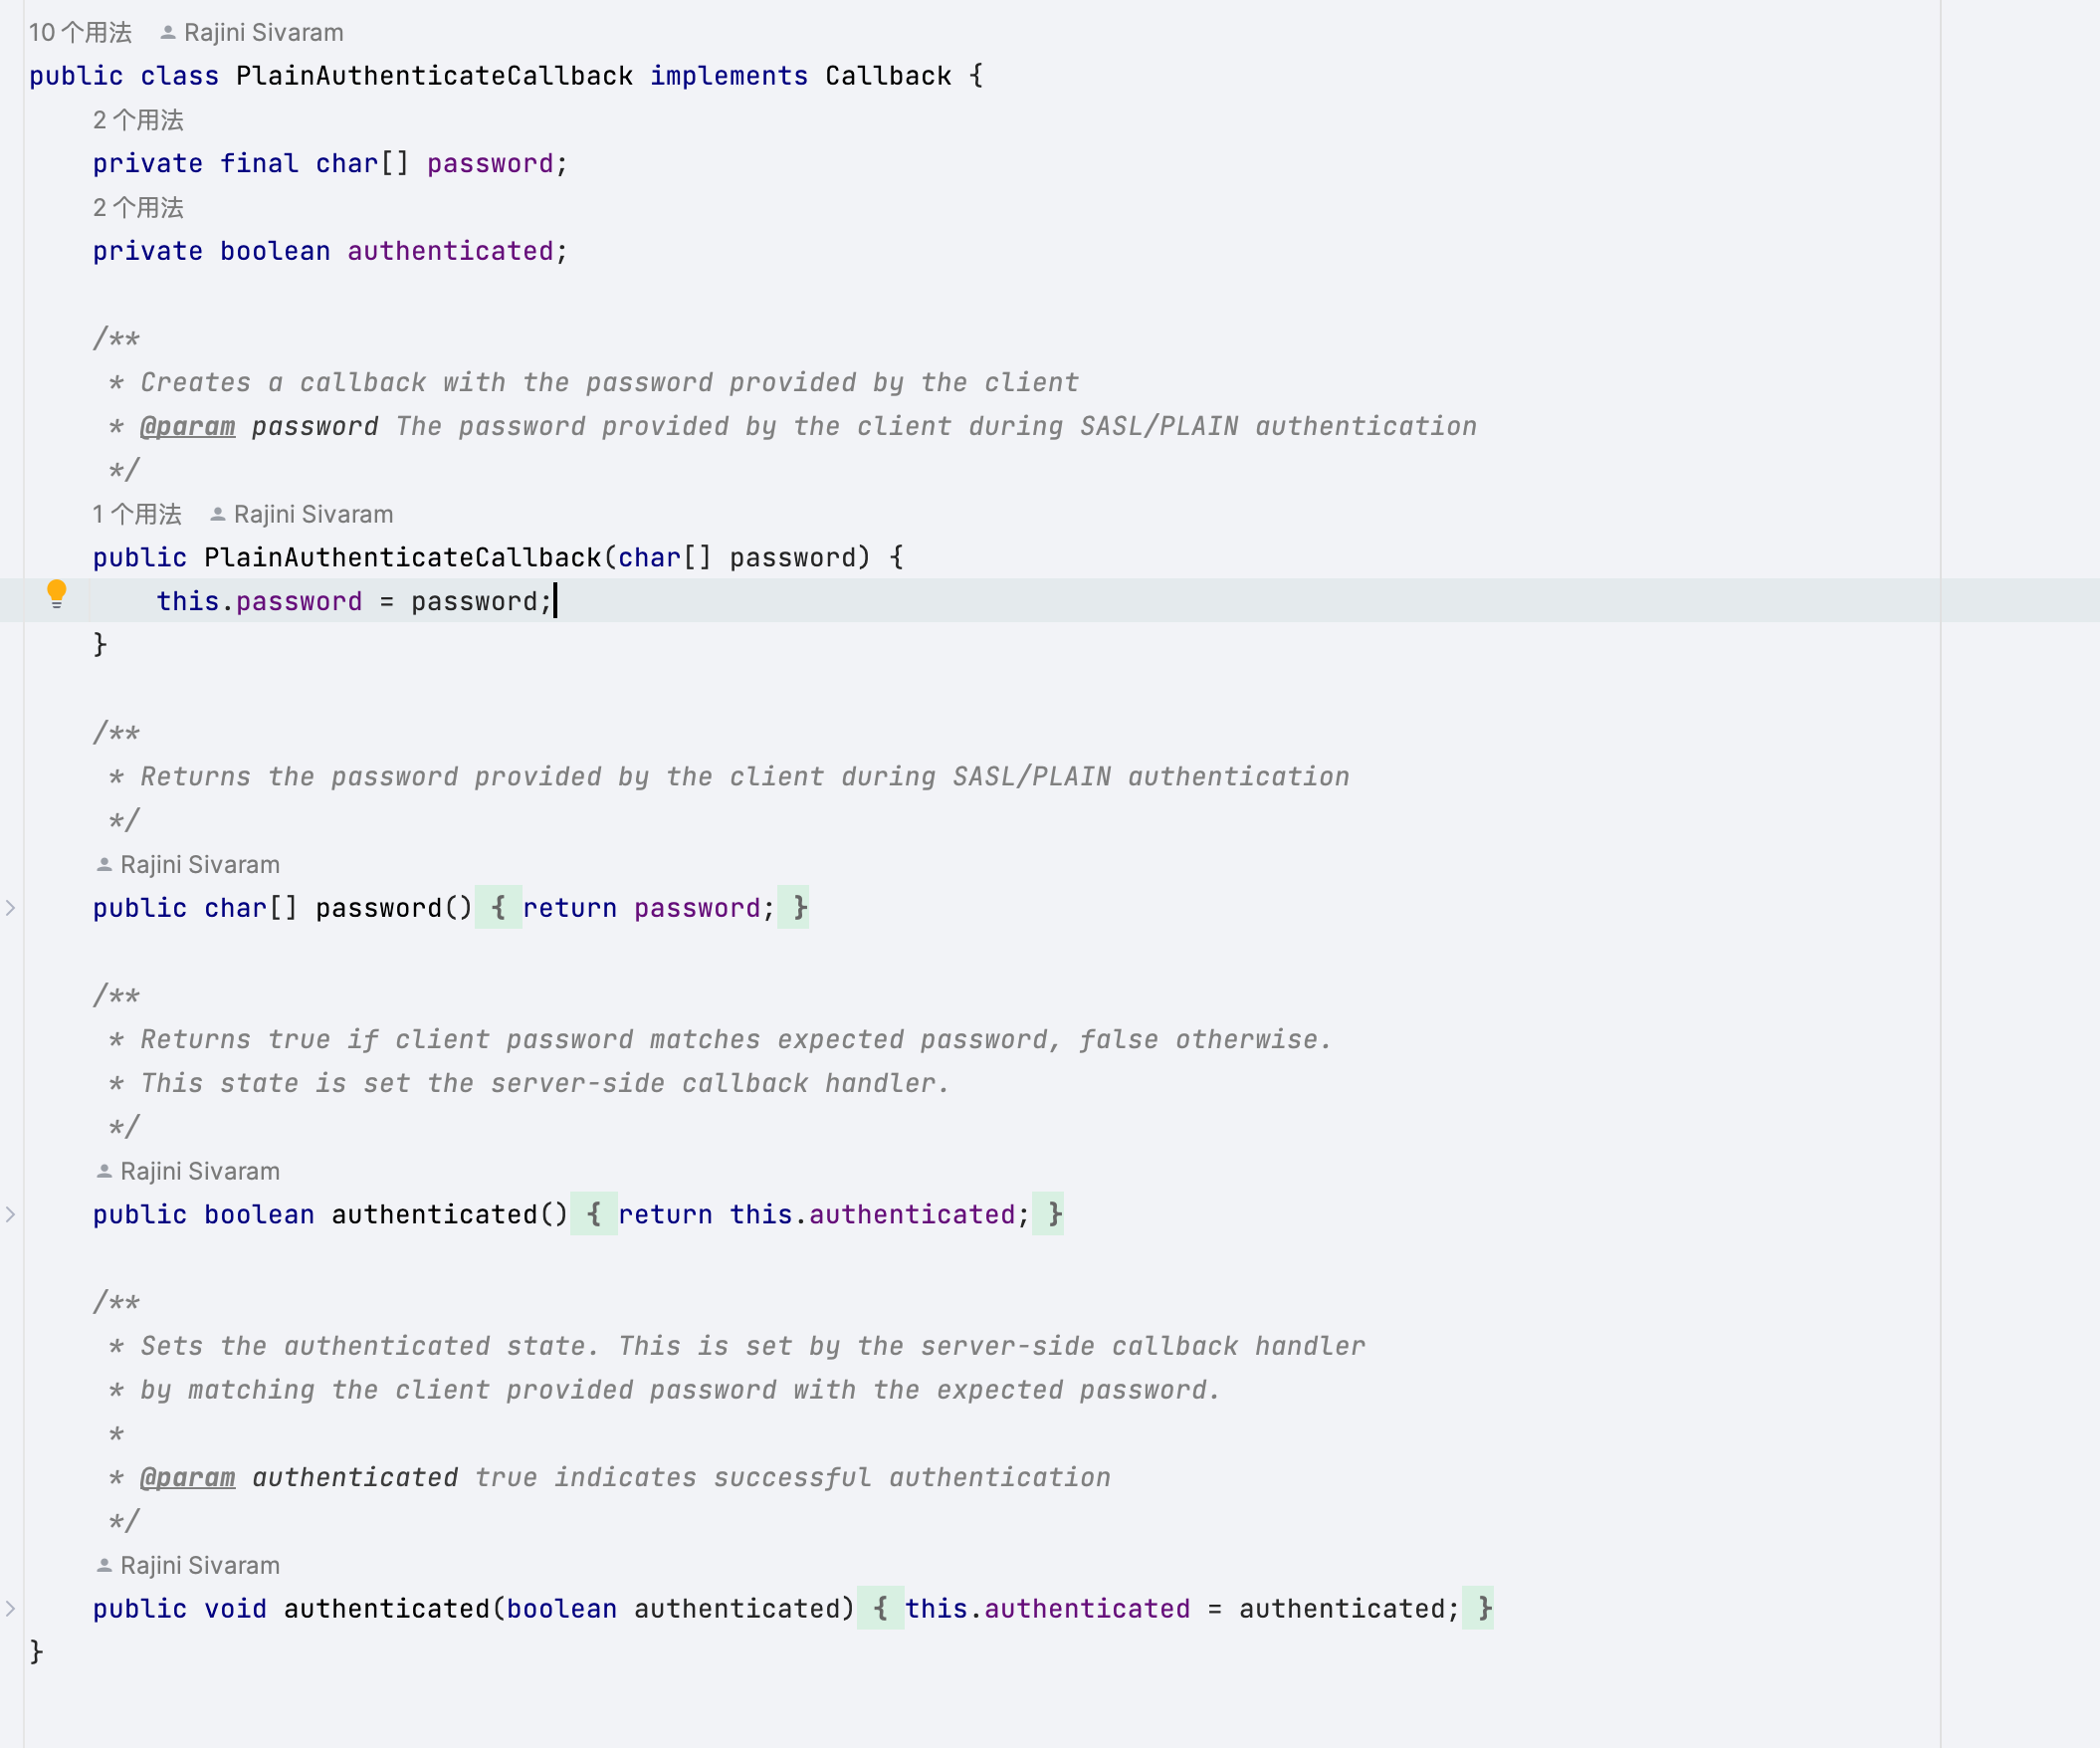 10 个用法 Rajini Sivaram
public class PlainAuthenticateCallback implements Callback {
2 个用法
private final char[] password;
2 个用法
private boolean authenticated;
/**
* Creates a callback with the password provided by the client
* @param password The password provided by the client during SASL/PLAIN authentication
*/
1 个用法 Rajini Sivaram
public PlainAuthenticateCallback(char[] password) {
this.password = password;
}
/**
* Returns the password provided by the client during SASL/PLAIN authentication
*/
Rajini Sivaram
public char[] password() { return password; }
/**
* Returns true if client password matches expected password, false otherwise.
* This state is set the server-side callback handler.
*/
Rajini Sivaram
public boolean authenticated() { return this.authenticated; }
/**
* Sets the authenticated state. This is set by the server-side callback handler
* by matching the client provided password with the expected password.
*
* @param authenticated true indicates successful authentication
*/
Rajini Sivaram
public void authenticated(boolean authenticated) { this.authenticated = authenticated; }
}